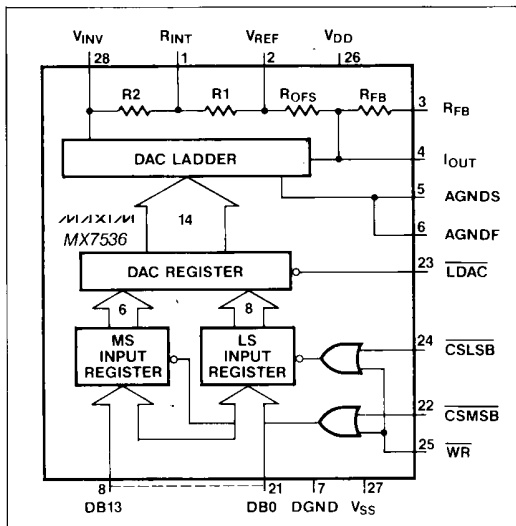 VINV RINT VREF VDD
28 1 2 26
R2 R1 ROFS RFB 3 RFB
DAC LADDER 4 IOUT
5 AGNDS
MAXIM 14
6 AGNDF
MX7536
DAC REGISTER 23 LDAC
6 8
24 CSLSB
MS INPUT REGISTER
LS INPUT REGISTER
22 CSMSB
25 WR
8 21 7 27
DB13 DB0 DGND VSS